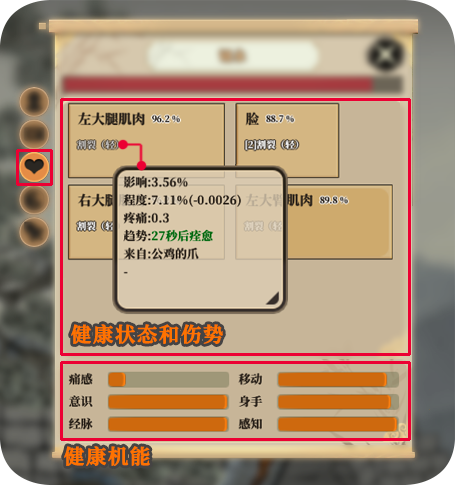 左大腿肌肉 96.2 %
割裂（轻）
脸 88.7 %
[2]割裂（轻）
右大腿
割裂（轻
左大臂肌肉 89.8 %
割裂（轻）
影响:3.56%
程度:7.11%(-0.0026)
疼痛:0.3
趋势:27秒后痊愈
来自:公鸡的爪
-
健康状态和伤势
痛感
移动
意识
身手
经脉
感知
健康机能